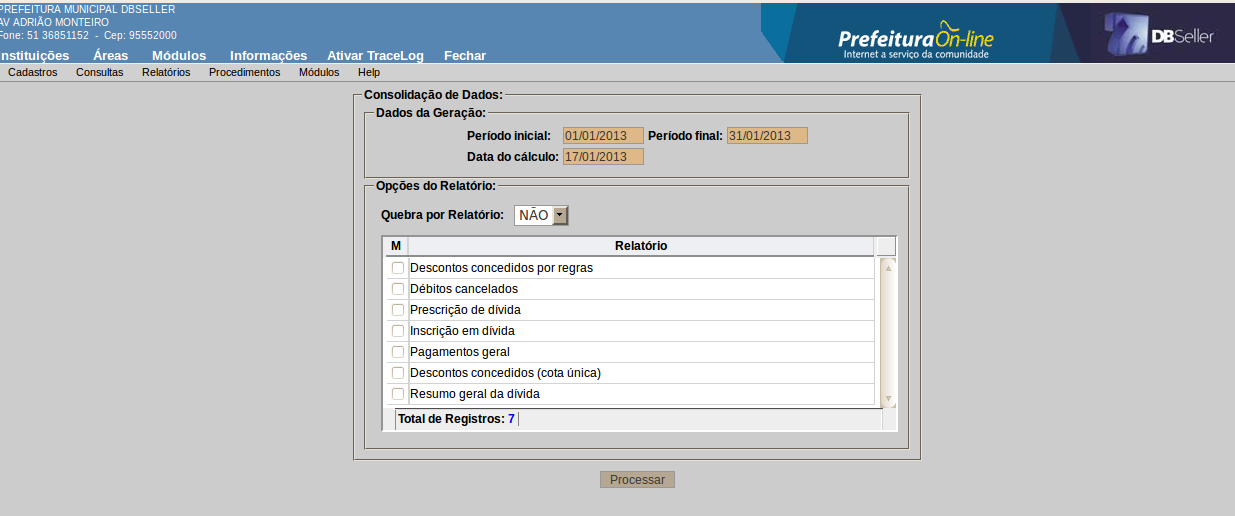 PREFEITURA MUNICIPAL DBSELLER
AV ADRIÃO MONTEIRO
Fone: 51 36851152 - Cep: 95552000
Prefeitura On-line
Internet a serviço da comunidade
DBSeller
nstituições Áreas Módulos Informações Ativar TraceLog Fechar
Cadastros Consultas Relatórios Procedimentos Módulos Help
Consolidação de Dados:
Dados da Geração:
Período inicial: 01/01/2013 Período final: 31/01/2013
Data do cálculo: 17/01/2013
Opções do Relatório:
Quebra por Relatório: NÃO
M Relatório
Descontos concedidos por regras
Débitos cancelados
Prescrição de dívida
Inscrição em dívida
Pagamentos geral
Descontos concedidos (cota única)
Resumo geral da dívida
Total de Registros: 7
Processar